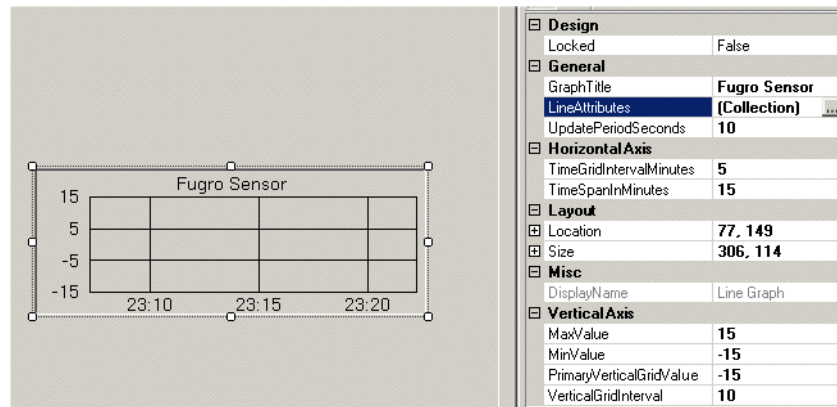 Fugro Sensor
15
5
-5
-15
23:10 23:15 23:20
Design
Locked False
General
GraphTitle Fugro Sensor
LineAttributes (Collection) ...
UpdatePeriodSeconds 10
HorizontalAxis
TimeGridIntervalMinutes 5
TimeSpanInMinutes 15
Layout
Location 77, 149
Size 306, 114
Misc
DisplayName Line Graph
VerticalAxis
MaxValue 15
MinValue -15
PrimaryVerticalGridValue -15
VerticalGridInterval 10